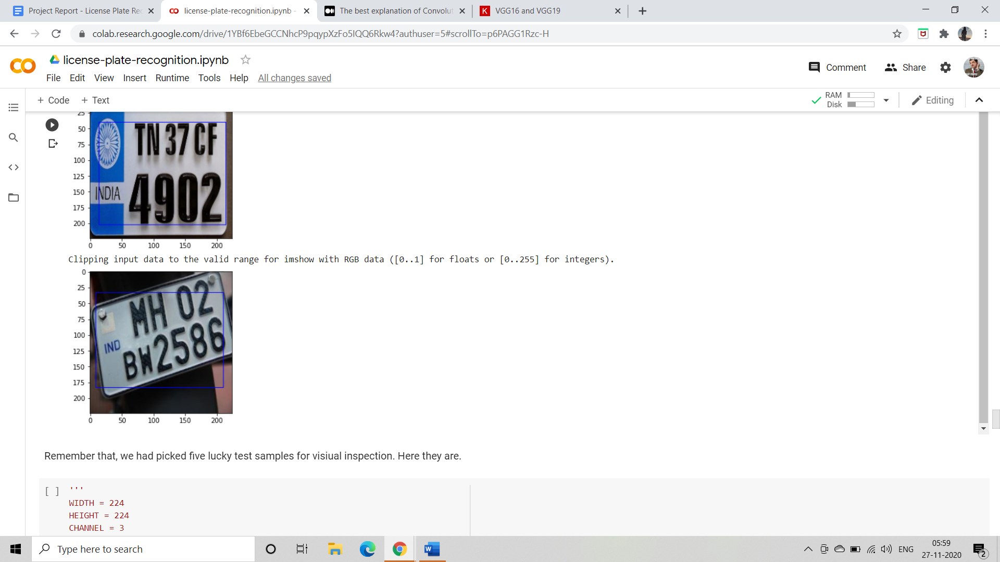 Project Report - License Plate Re
license-plate-recognition.ipynb -
The best explanation of Convolut
K VGG16 and VGG19
colab.research.google.com/drive/1YBf6EbeGCCNhcP9pqypXzFo5IQQ6Rkw4?authuser=5#scrollTo=p6PAGG1Rzc-H
license-plate-recognition.ipynb
Comment Share
File Edit View Insert Runtime Tools Help All changes saved
+ Code + Text
RAM
Disk
Editing
25
50
75
100
125
150
175
200
TN 37 CF
INDIA 4902
0 50 100 150 200
Clipping input data to the valid range for imshow with RGB data ([0..1] for floats or [0..255] for integers).
0
25
50
75
100
125
150
175
200
MH 02
IND BW2586
0 50 100 150 200
Remember that, we had picked five lucky test samples for visiual inspection. Here they are.
[ ] '''
WIDTH = 224
HEIGHT = 224
CHANNEL = 3
Type here to search
W
ENG
05:59
27-11-2020
2